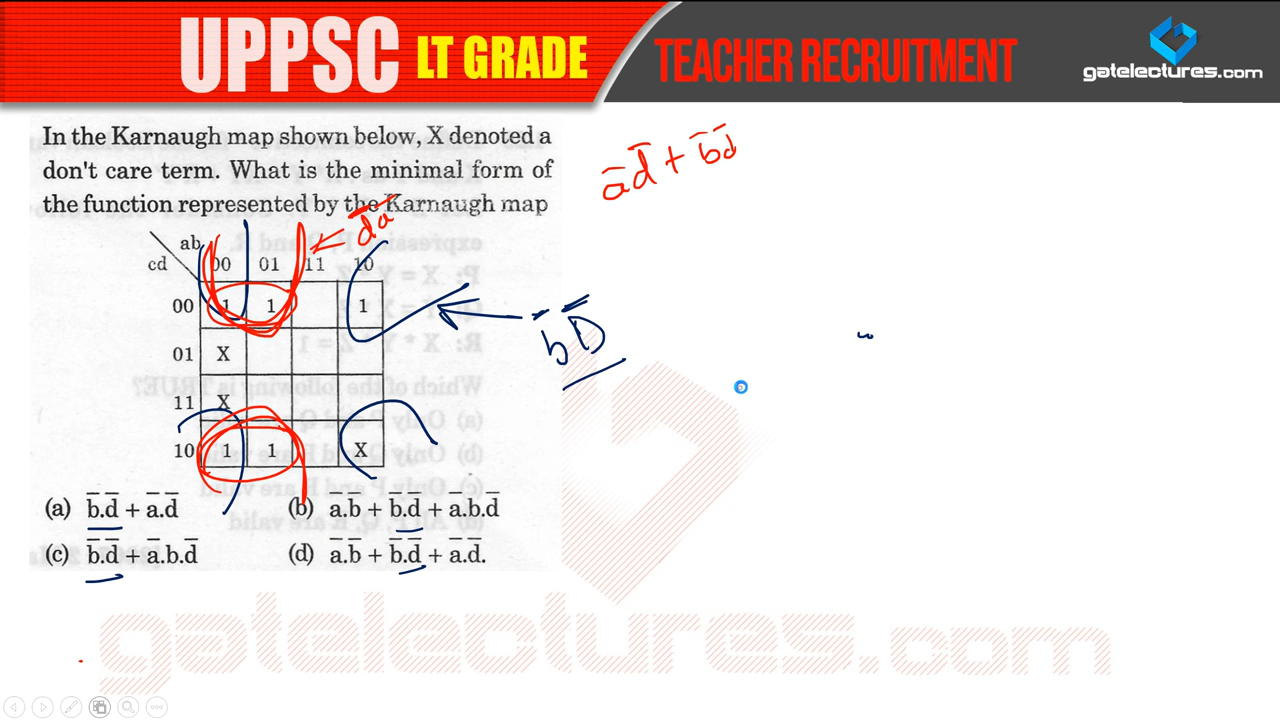 UPPSC LT GRADE TEACHER RECRUITMENT
gatelectures.com
In the Karnaugh map shown below, X denoted a
don't care term. What is the minimal form of
the function represented by the Karnaugh map
a̅d̅ + b̅d̅
d̅a̅
ab
cd 00 01 11 10
00 1 1 1
01 X
11 X
10 1 1 X
b̅D̅
(a) b̅.d̅ + a̅.d̅ (b) a̅.b̅ + b̅.d̅ + a̅.b.d̅
(c) b̅.d̅ + a̅.b.d̅ (d) a̅.b̅ + b̅.d̅ + a̅.d̅.
gatelectures.com